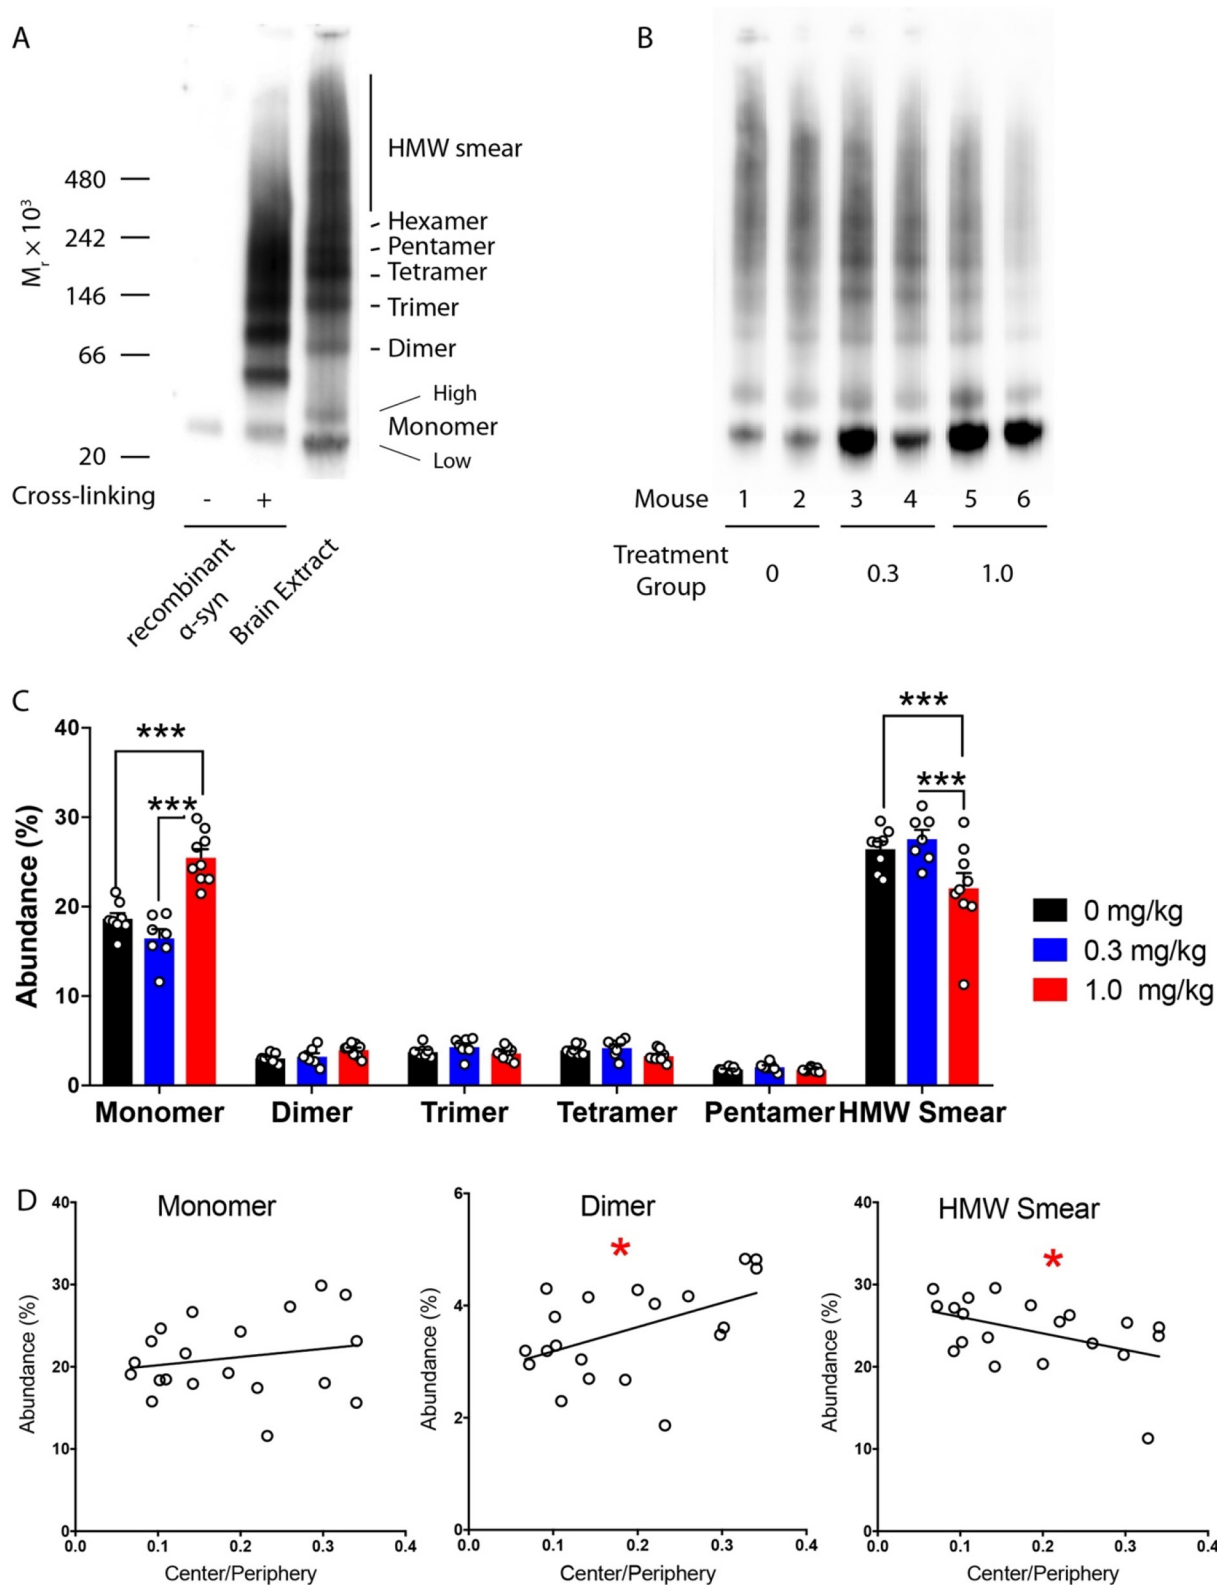 A
B
480
242
146
66
20
Mᵣ × 10³
HMW smear
Hexamer
Pentamer
Tetramer
Trimer
Dimer
High
Monomer
Low
Cross-linking - +
recombinant
α-syn
Brain Extract
Mouse 1 2 3 4 5 6
Treatment
Group
0 0.3 1.0
C
Abundance (%)
40
30
20
10
0
***
***
***
***
Monomer Dimer Trimer Tetramer Pentamer HMW Smear
0 mg/kg
0.3 mg/kg
1.0 mg/kg
D
Monomer
Abundance (%)
40
30
20
10
0
0.0 0.1 0.2 0.3 0.4
Center/Periphery
Dimer
*
Abundance (%)
6
4
2
0
0.0 0.1 0.2 0.3 0.4
Center/Periphery
HMW Smear
*
Abundance (%)
40
30
20
10
0
0.0 0.1 0.2 0.3 0.4
Center/Periphery